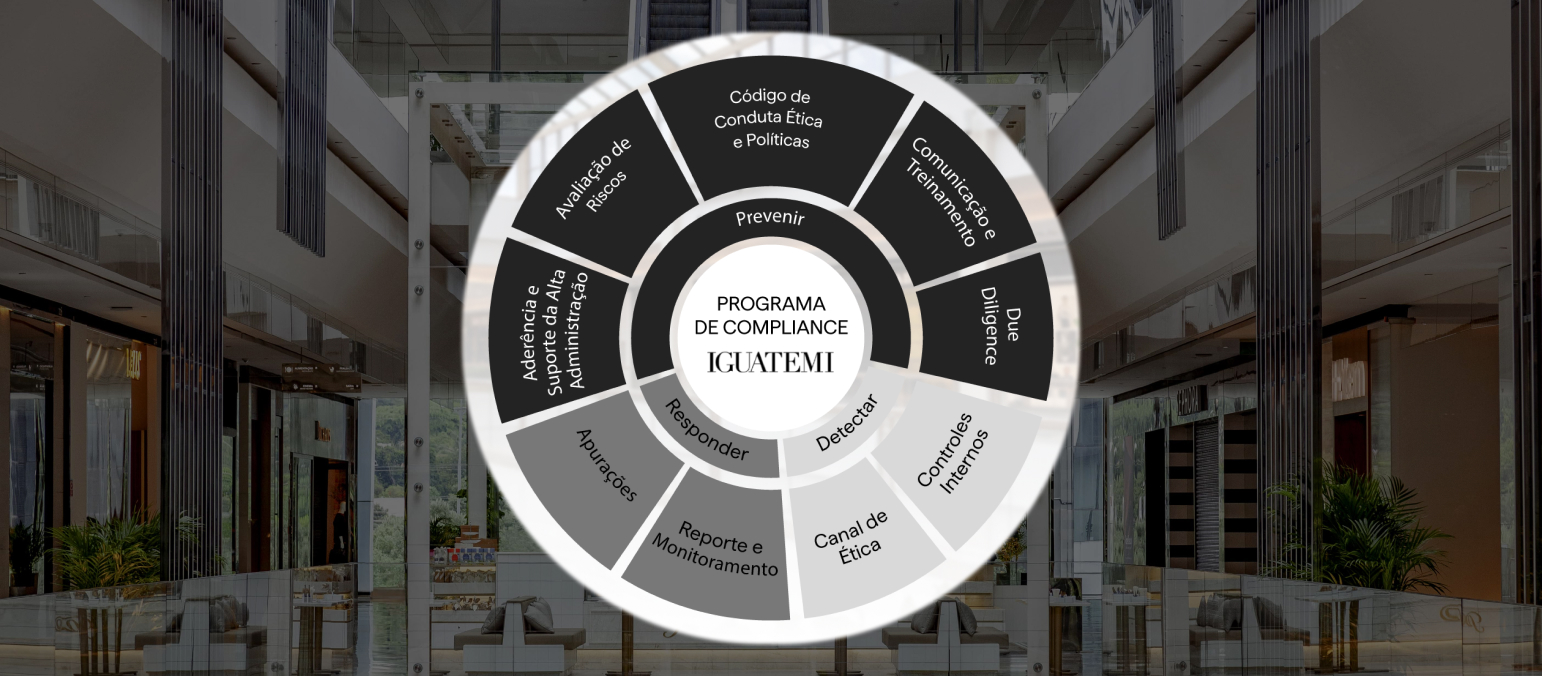 Código de
Conduta Ética
e Políticas
Comunicação e
Treinamento
Due
Diligence
Controles
Internos
Canal de
Ética
Reporte e
Monitoramento
Apurações
Aderência e
Suporte da Alta
Administração
Avaliação de
Riscos
Prevenir
Detectar
Responder
PROGRAMA
DE COMPLIANCE
IGUATEMI